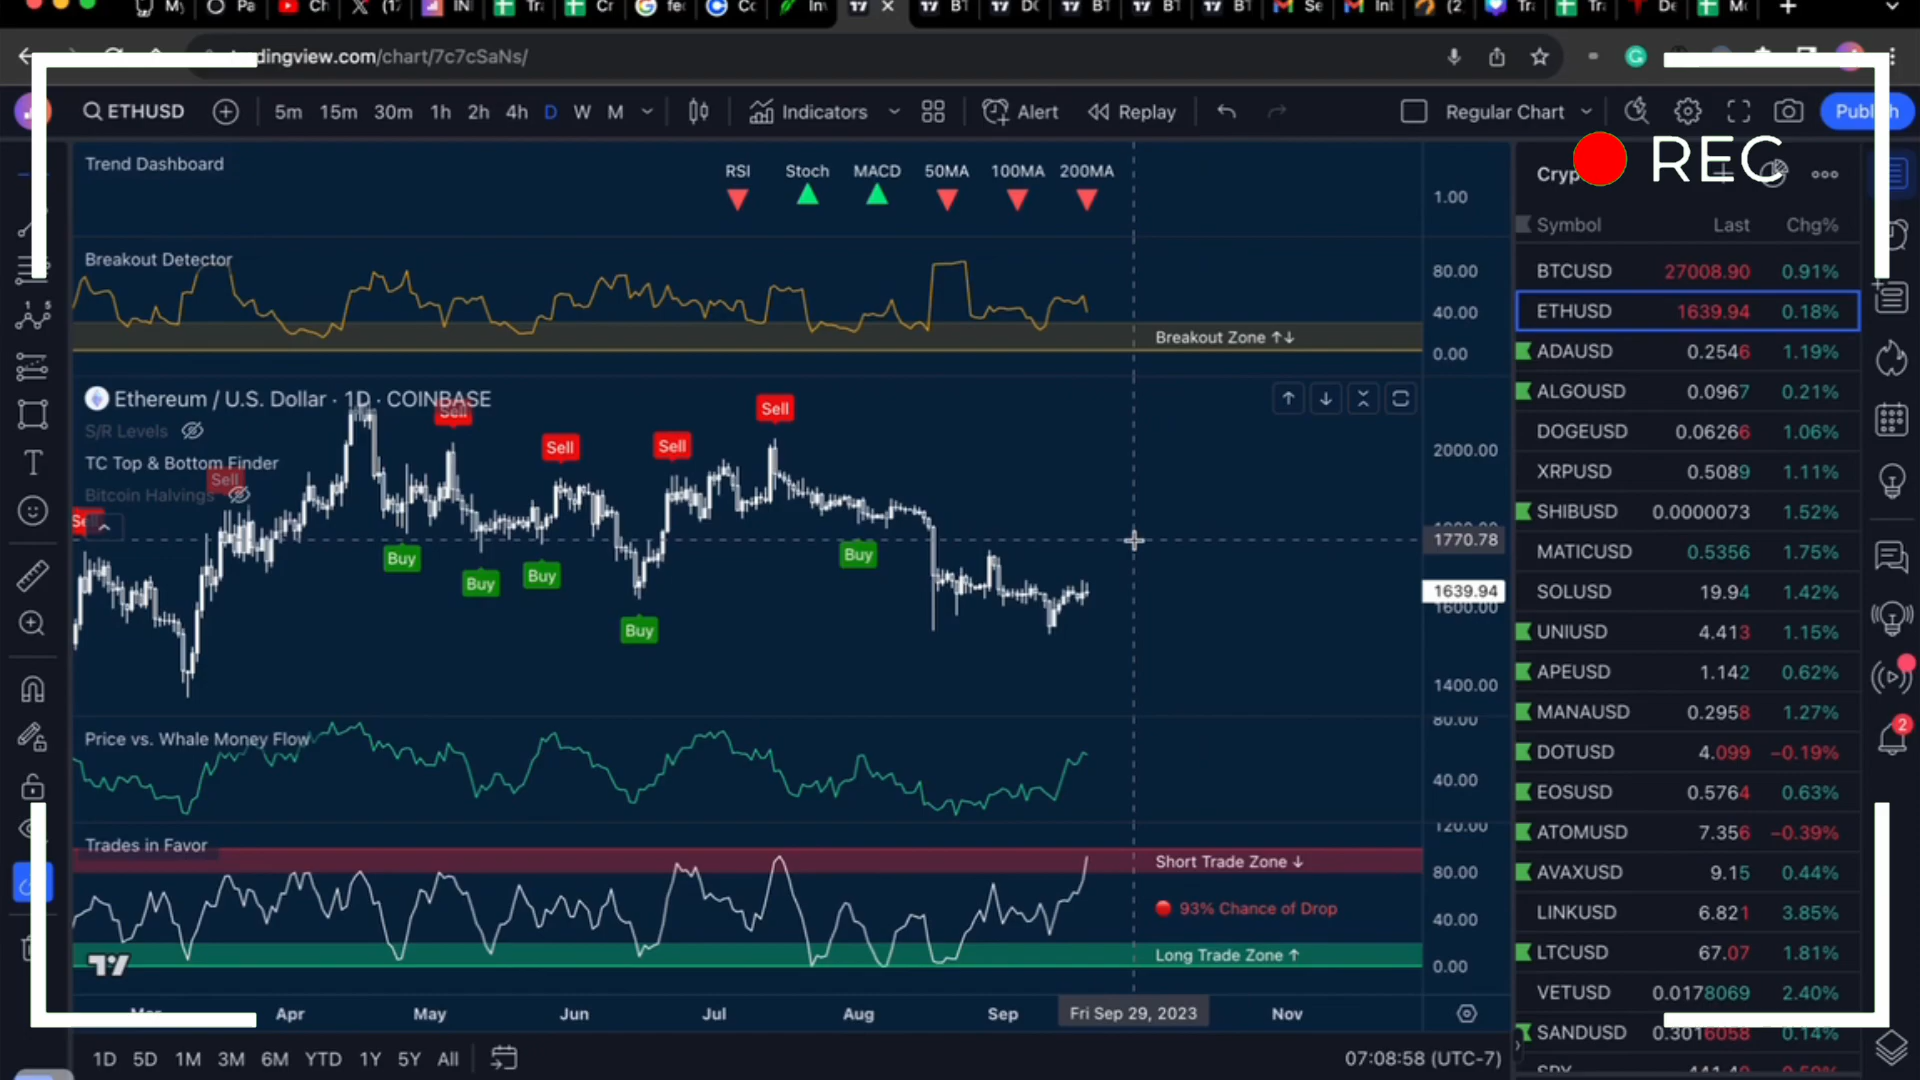 dingview.com/chart/7c7cSaNs/
ETHUSD 5m 15m 30m 1h 2h 4h D W M Indicators Alert Replay Regular Chart Publish
REC
Trend Dashboard
RSI Stoch MACD 50MA 100MA 200MA
1.00
Breakout Detector
80.00
40.00
Breakout Zone ↑↓
0.00
Ethereum / U.S. Dollar · 1D · COINBASE
S/R Levels
TC Top & Bottom Finder
Bitcoin Halvings
Sell
Sell
Sell
Sell
Sell
Buy
Buy
Buy
Buy
Buy
2000.00
1770.78
1639.94
1600.00
1400.00
Price vs. Whale Money Flow
80.00
40.00
Trades in Favor
120.00
Short Trade Zone ↓
80.00
93% Chance of Drop
40.00
Long Trade Zone ↑
0.00
Apr May Jun Jul Aug Sep Fri Sep 29, 2023 Nov
1D 5D 1M 3M 6M YTD 1Y 5Y All
07:08:58 (UTC-7)
Symbol Last Chg%
BTCUSD 27008.90 0.91%
ETHUSD 1639.94 0.18%
ADAUSD 0.2546 1.19%
ALGOUSD 0.0967 0.21%
DOGEUSD 0.06266 1.06%
XRPUSD 0.5089 1.11%
SHIBUSD 0.0000073 1.52%
MATICUSD 0.5356 1.75%
SOLUSD 19.94 1.42%
UNIUSD 4.413 1.15%
APEUSD 1.142 0.62%
MANAUSD 0.2958 1.27%
DOTUSD 4.099 −0.19%
EOSUSD 0.5764 0.63%
ATOMUSD 7.356 −0.39%
AVAXUSD 9.15 0.44%
LINKUSD 6.821 3.85%
LTCUSD 67.07 1.81%
VETUSD 0.0178069 2.40%
SANDUSD 0.3016058 0.14%
2